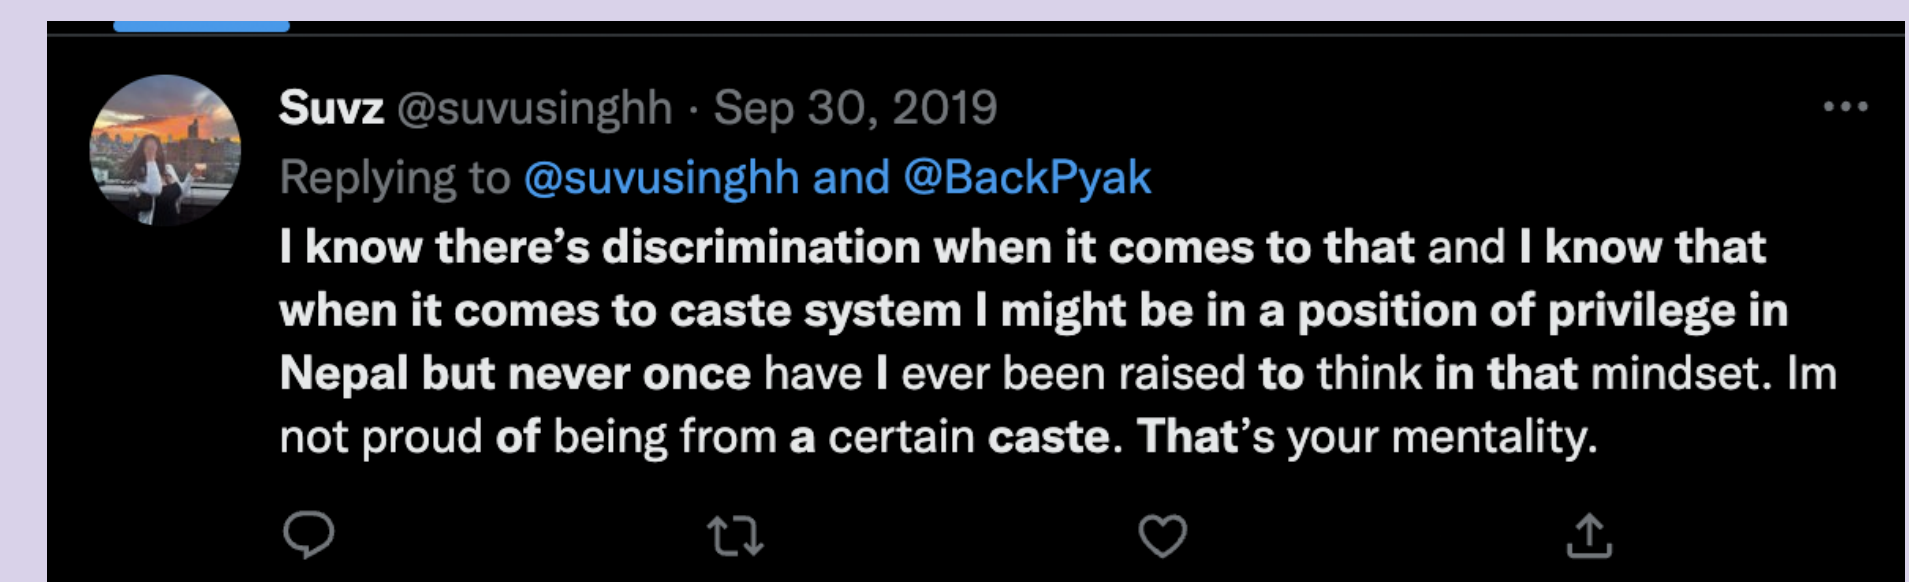 Suvz @suvusinghh · Sep 30, 2019
Replying to @suvusinghh and @BackPyak
I know there’s discrimination when it comes to that and I know that
when it comes to caste system I might be in a position of privilege in
Nepal but never once have I ever been raised to think in that mindset. Im
not proud of being from a certain caste. That’s your mentality.